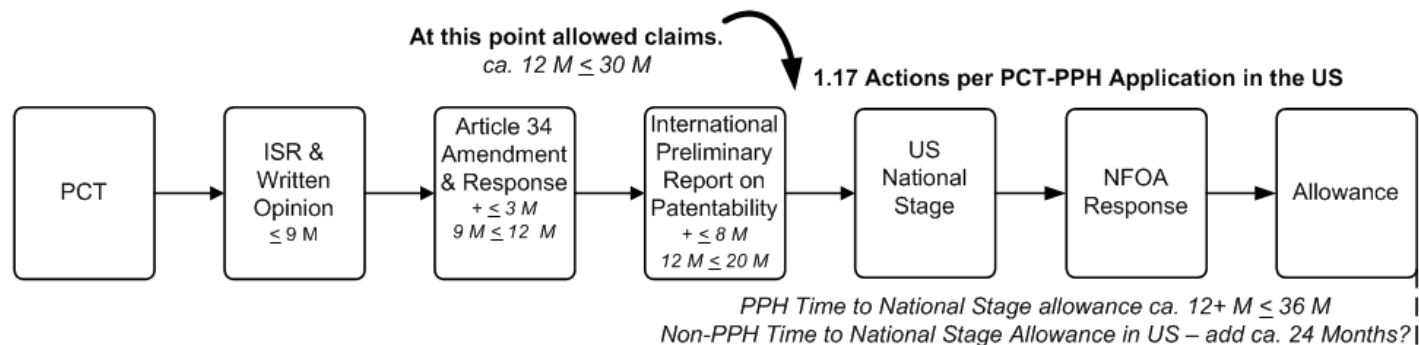 At this point allowed claims.
ca. 12 M ≤ 30 M
1.17 Actions per PCT-PPH Application in the US
PCT
ISR &
Written
Opinion
≤ 9 M
Article 34
Amendment
& Response
+ ≤ 3 M
9 M ≤ 12 M
International
Preliminary
Report on
Patentability
+ ≤ 8 M
12 M ≤ 20 M
US
National
Stage
NFOA
Response
Allowance
PPH Time to National Stage allowance ca. 12+ M ≤ 36 M
Non-PPH Time to National Stage Allowance in US – add ca. 24 Months?